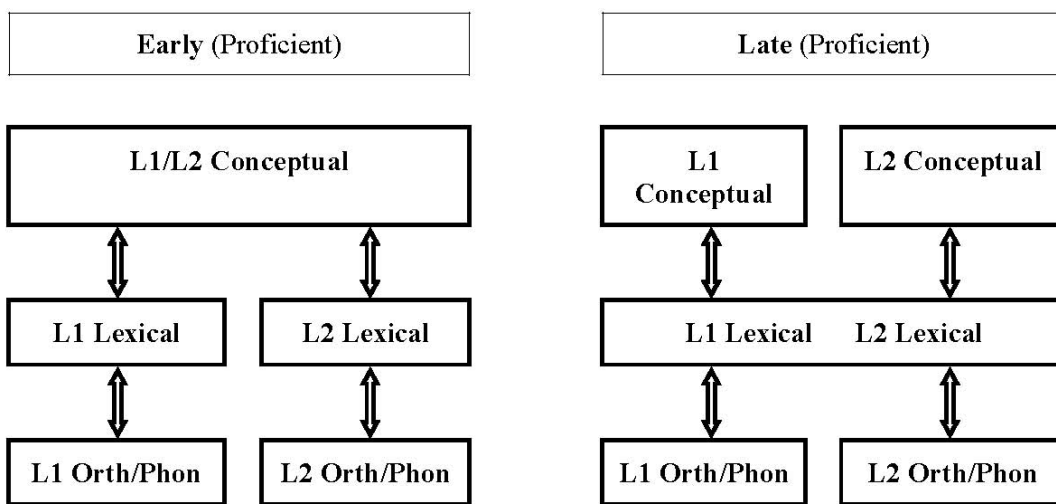 Early (Proficient)
Late (Proficient)
L1/L2 Conceptual
L1
Conceptual
L2 Conceptual
L1 Lexical
L2 Lexical
L1 Lexical L2 Lexical
L1 Orth/Phon
L2 Orth/Phon
L1 Orth/Phon
L2 Orth/Phon